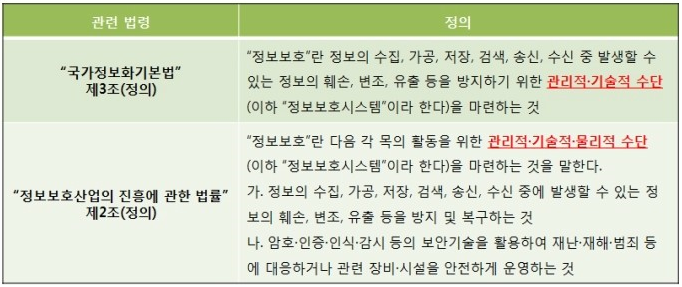 관련 법령
정의
“국가정보화기본법”
제3조(정의)
“정보보호”란 정보의 수집, 가공, 저장, 검색, 송신, 수신 중 발생할 수
있는 정보의 훼손, 변조, 유출 등을 방지하기 위한 관리적·기술적 수단
(이하 “정보보호시스템”이라 한다)을 마련하는 것
“정보보호산업의 진흥에 관한 법률”
제2조(정의)
“정보보호”란 다음 각 목의 활동을 위한 관리적·기술적·물리적 수단
(이하 “정보보호시스템”이라 한다)을 마련하는 것을 말한다.
가. 정보의 수집, 가공, 저장, 검색, 송신, 수신 중에 발생할 수 있는 정
보의 훼손, 변조, 유출 등을 방지 및 복구하는 것
나. 암호·인증·인식·감시 등의 보안기술을 활용하여 재난·재해·범죄 등
에 대응하거나 관련 장비·시설을 안전하게 운영하는 것